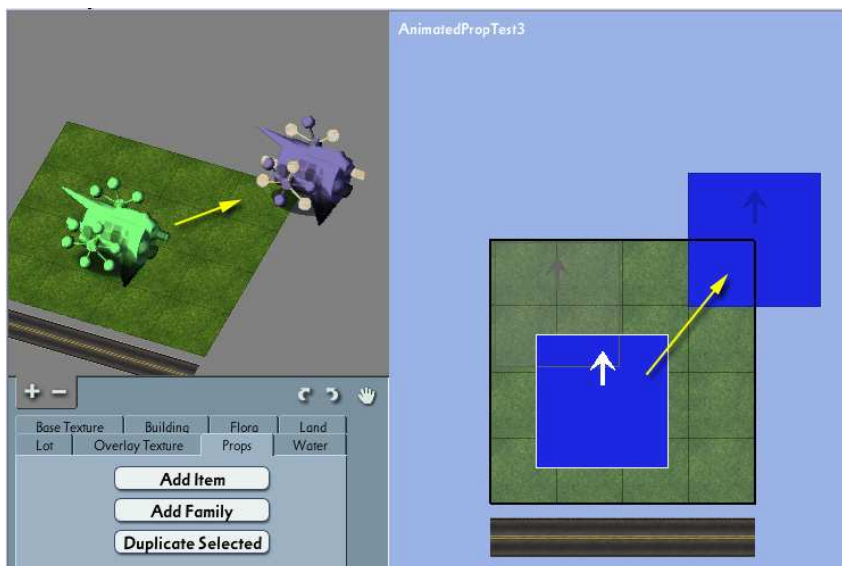 AnimatedPropTest3
Base Texture Building Flora Land
Lot Overlay Texture Props Water
Add Item
Add Family
Duplicate Selected